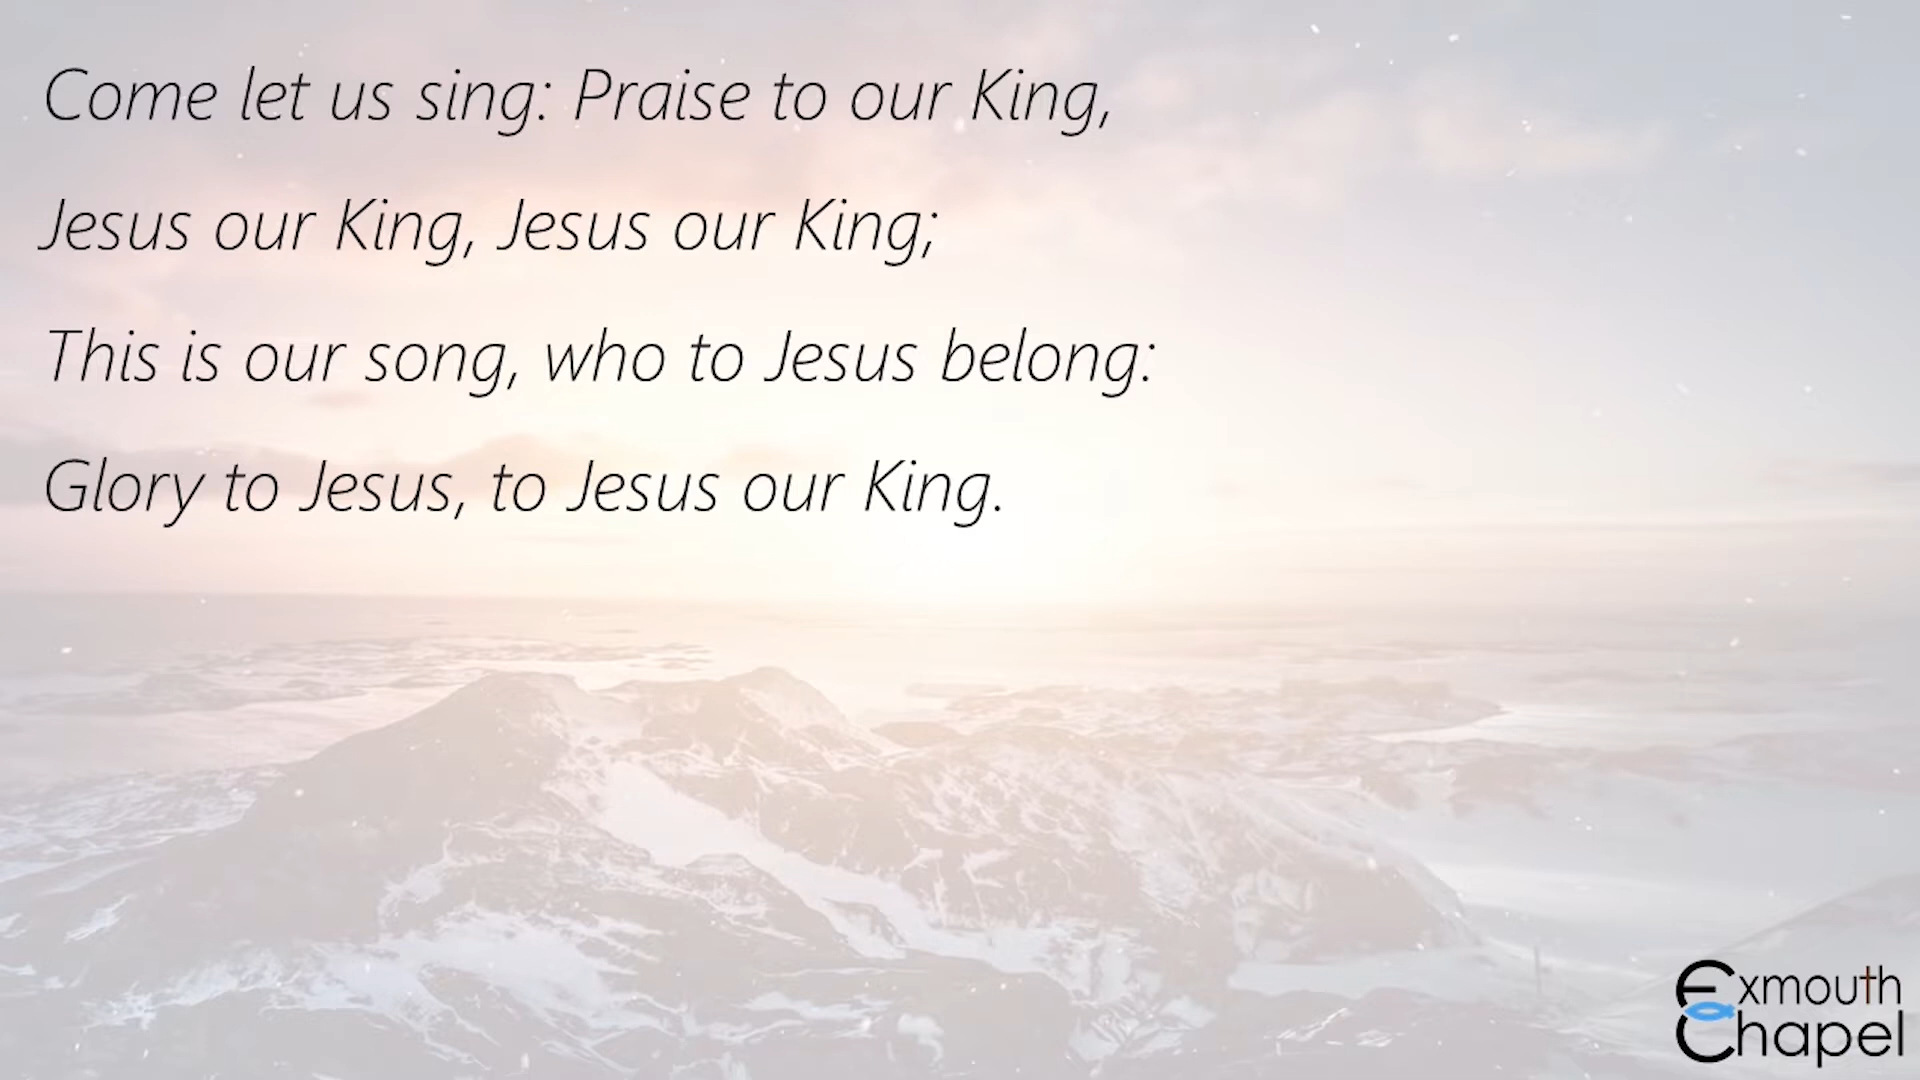 Come let us sing: Praise to our King,
Jesus our King, Jesus our King;
This is our song, who to Jesus belong:
Glory to Jesus, to Jesus our King.
Exmouth
Chapel